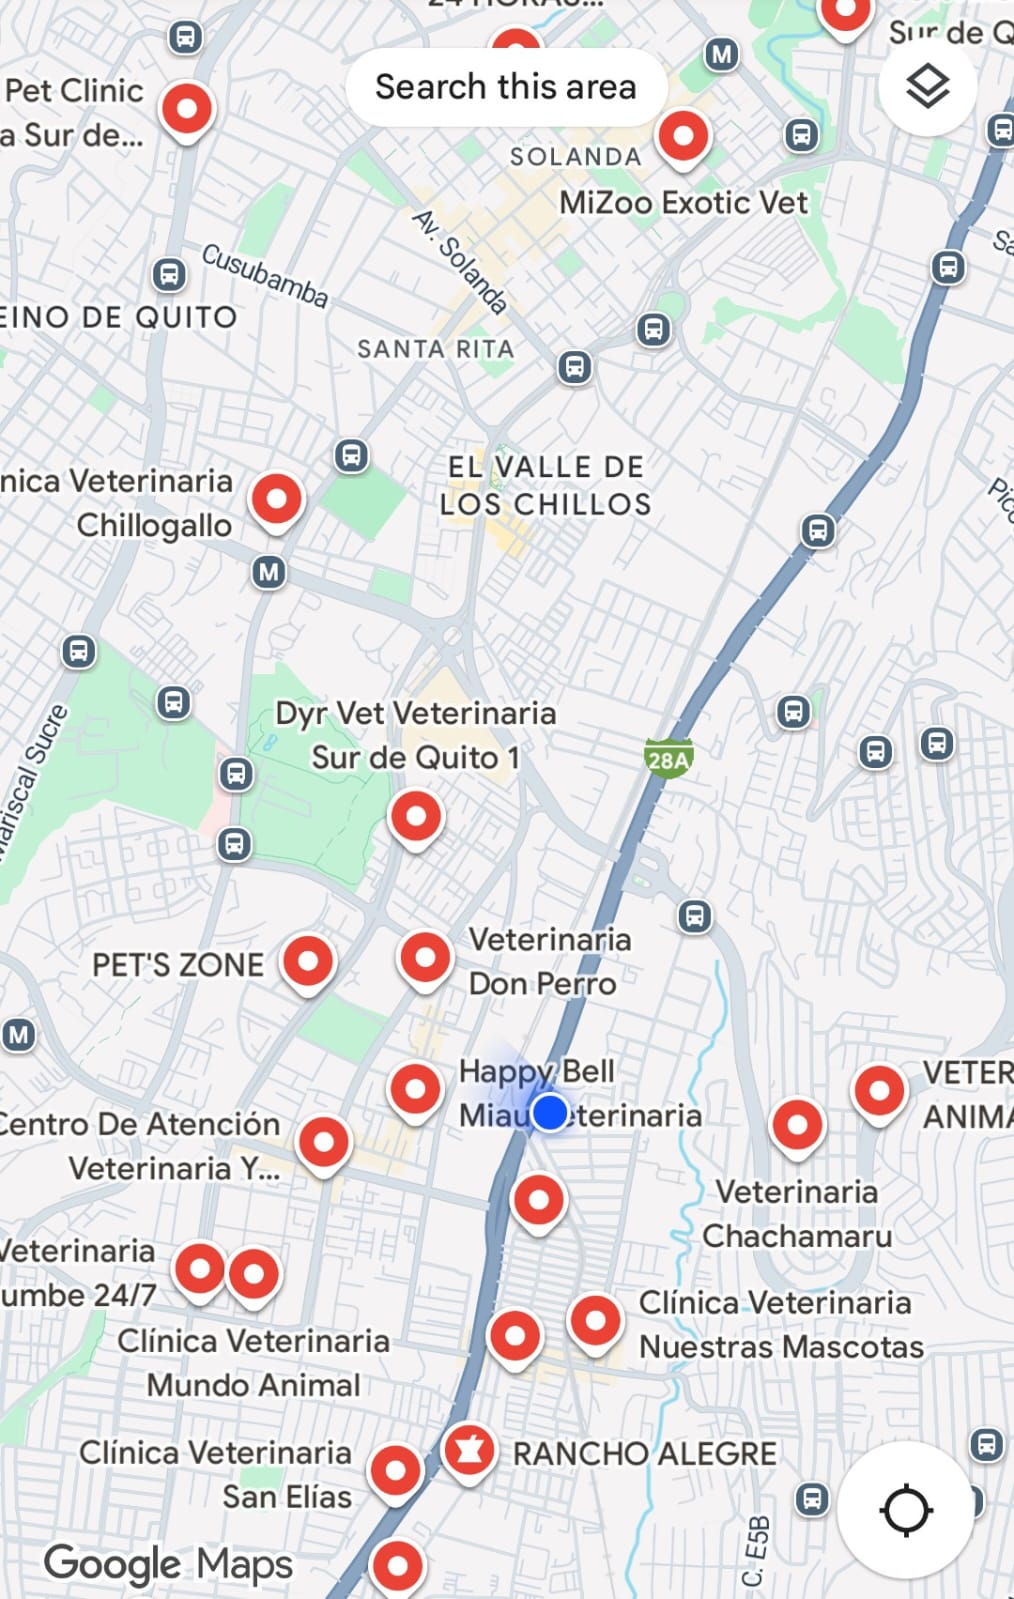 24 HORAS...
Sur de Q
Search this area
Pet Clinic
a Sur de...
M
SOLANDA
MiZoo Exotic Vet
Av. Solanda
Cusubamba
EINO DE QUITO
SANTA RITA
EL VALLE DE
LOS CHILLOS
nica Veterinaria
Chillogallo
M
Mariscal Sucre
Dyr Vet Veterinaria
Sur de Quito 1
28A
Veterinaria
Don Perro
PET'S ZONE
M
Happy Bell
Miau
eterinaria
VETER
ANIMA
Centro De Atención
Veterinaria Y...
Veterinaria
Chachamaru
Veterinaria
umbe 24/7
Clínica Veterinaria
Nuestras Mascotas
Clínica Veterinaria
Mundo Animal
Clínica Veterinaria
San Elías
RANCHO ALEGRE
C. E5B
Google Maps